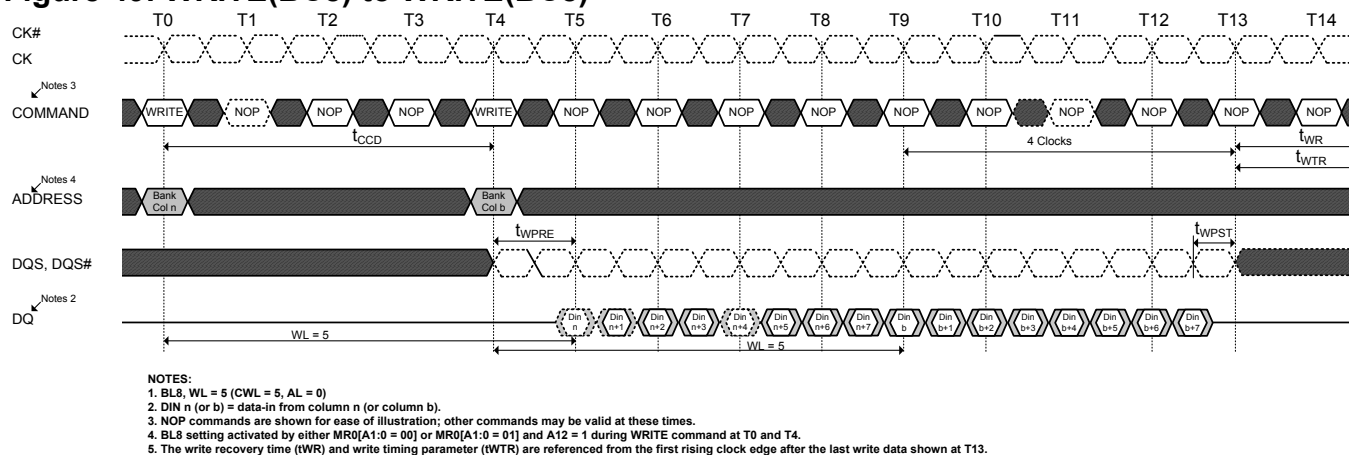 Figure WRITE(BC8) to WRITE(BC8)
T0 T1 T2 T3 T4 T5 T6 T7 T8 T9 T10 T11 T12 T13 T14
CK#
CK
Notes 3
COMMAND WRITE NOP NOP NOP WRITE NOP NOP NOP NOP NOP NOP NOP NOP NOP NOP
tCCD 4 Clocks tWR
tWTR
Notes 4
ADDRESS Bank Col n Bank Col b
tWPRE tWPST
DQS, DQS#
Notes 2
DQ Din n Din n+1 Din n+2 Din n+3 Din n+4 Din n+5 Din n+6 Din n+7 Din b Din b+1 Din b+2 Din b+3 Din b+4 Din b+5 Din b+6 Din b+7
WL = 5 WL = 5
NOTES:
1. BL8, WL = 5 (CWL = 5, AL = 0)
2. DIN n (or b) = data-in from column n (or column b).
3. NOP commands are shown for ease of illustration; other commands may be valid at these times.
4. BL8 setting activated by either MR0[A1:0 = 00] or MR0[A1:0 = 01] and A12 = 1 during WRITE command at T0 and T4.
5. The write recovery time (tWR) and write timing parameter (tWTR) are referenced from the first rising clock edge after the last write data shown at T13.